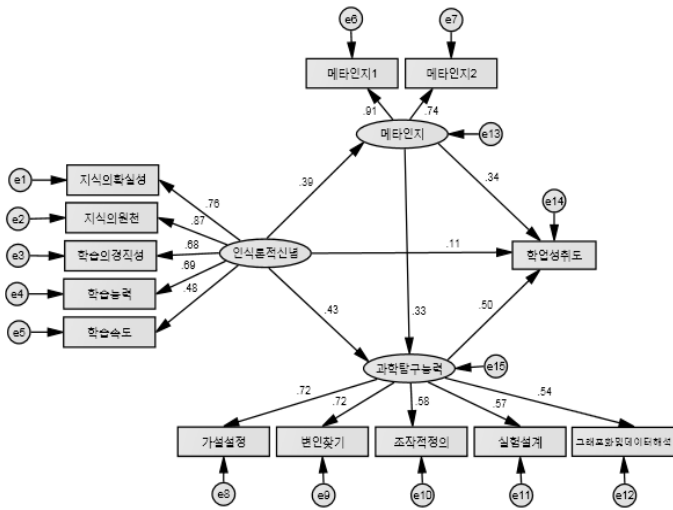 e6
e7
메타인지1
메타인지2
.91
.74
메타인지
e13
e1
지식의확실성
.39
.34
e14
.76
e2
지식의원천
.87
e3
학습의경직성
.68
인식론적신념
.11
학업성취도
.69
e4
학습능력
.48
e5
학습속도
.43
.33
.50
과학탐구능력
e15
.72
.72
.58
.57
.54
가설설정
변인찾기
조작적정의
실험설계
그래프화및데이터해석
e8
e9
e10
e11
e12